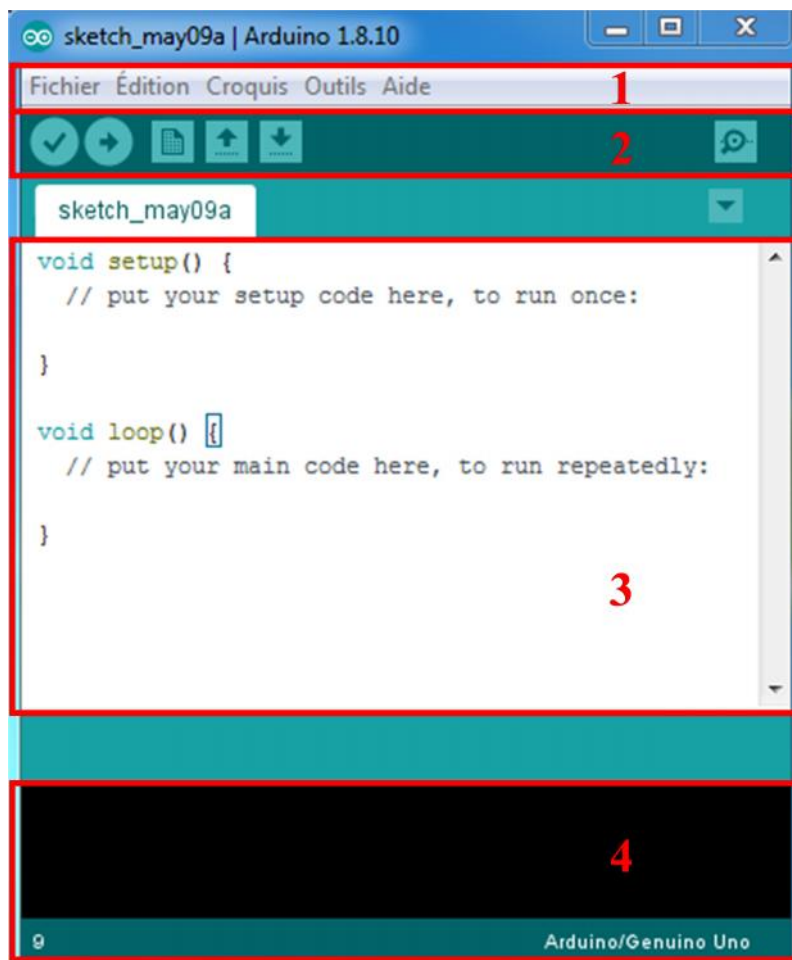 sketch_may09a | Arduino 1.8.10
Fichier Édition Croquis Outils Aide
1
2
sketch_may09a
void setup() {
// put your setup code here, to run once:
}
void loop() {
// put your main code here, to run repeatedly:
}
3
4
9 Arduino/Genuino Uno